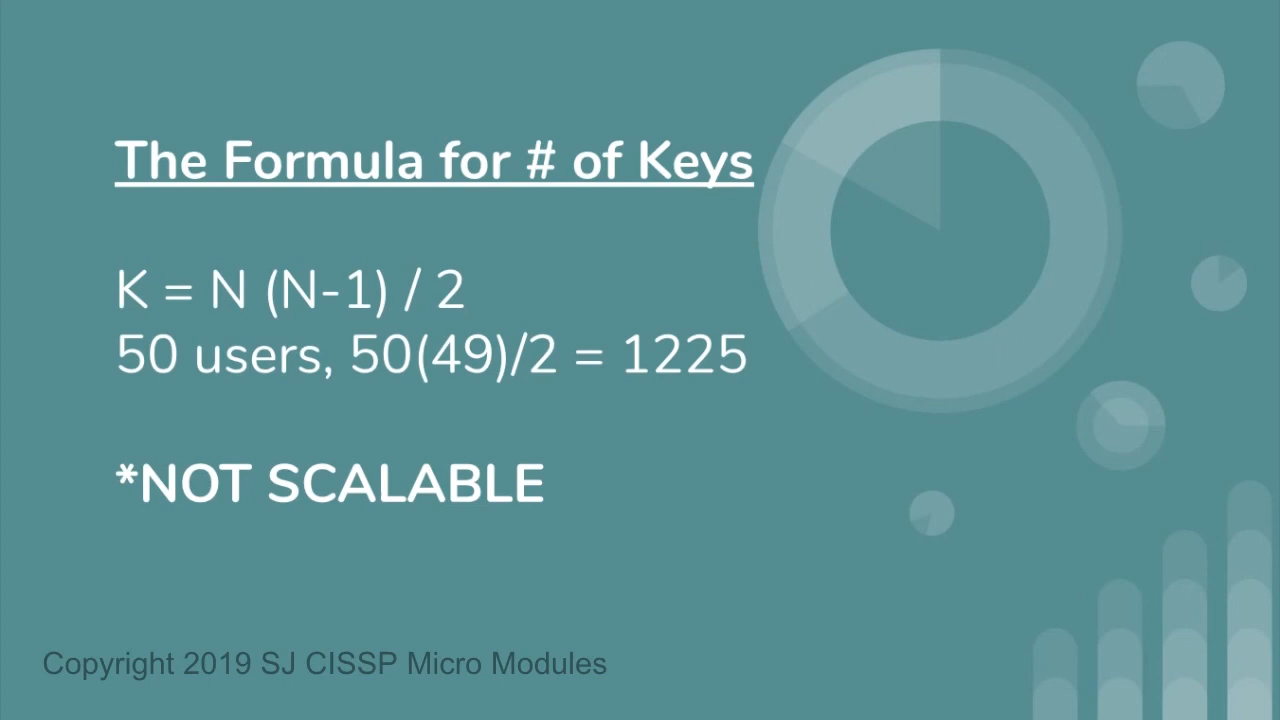 The Formula for # of Keys
K = N (N-1) / 2
50 users, 50(49)/2 = 1225
*NOT SCALABLE
Copyright 2019 SJ CISSP Micro Modules